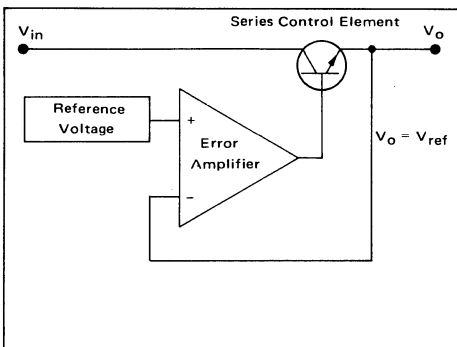 Series Control Element
Vin
Vo
Reference
Voltage
+
Error
Amplifier
−
Vo = Vref